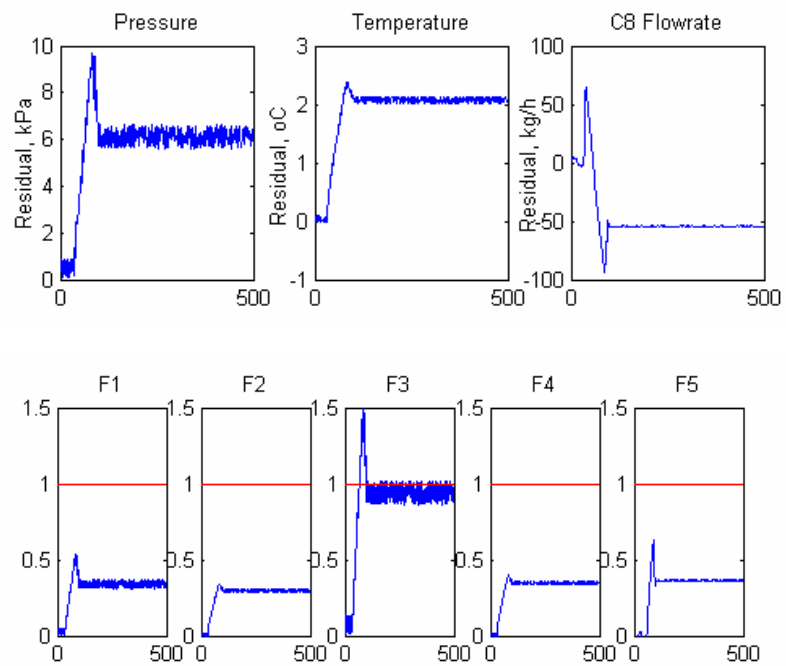 Pressure Temperature C8 Flowrate
10 3 100
8
6 2 50
4 1 0
2 0 -50
0 -1 -100
Residual, kPa Residual, oC Residual, kg/h
0 500 0 500 0 500
F1 F2 F3 F4 F5
1.5 1.5 1.5 1.5 1.5
1 1 1 1 1
0.5 0.5 0.5 0.5 0.5
0 0 0 0 0
0 500 0 500 0 500 0 500 0 500